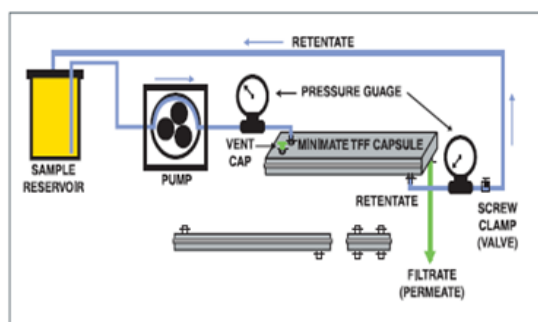 RETENTATE
PRESSURE GUAGE
VENT
CAP
MINIMATE TFF CAPSULE
SAMPLE
RESERVOIR
PUMP
RETENTATE
SCREW
CLAMP
(VALVE)
FILTRATE
(PERMEATE)